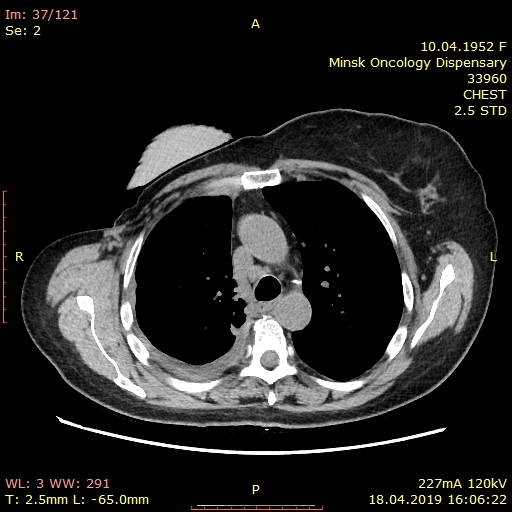 Im: 37/121
Se: 2
A
10.04.1952 F
Minsk Oncology Dispensary
33960
CHEST
2.5 STD
R
L
WL: 3 WW: 291
T: 2.5mm L: -65.0mm
P
227mA 120kV
18.04.2019 16:06:22